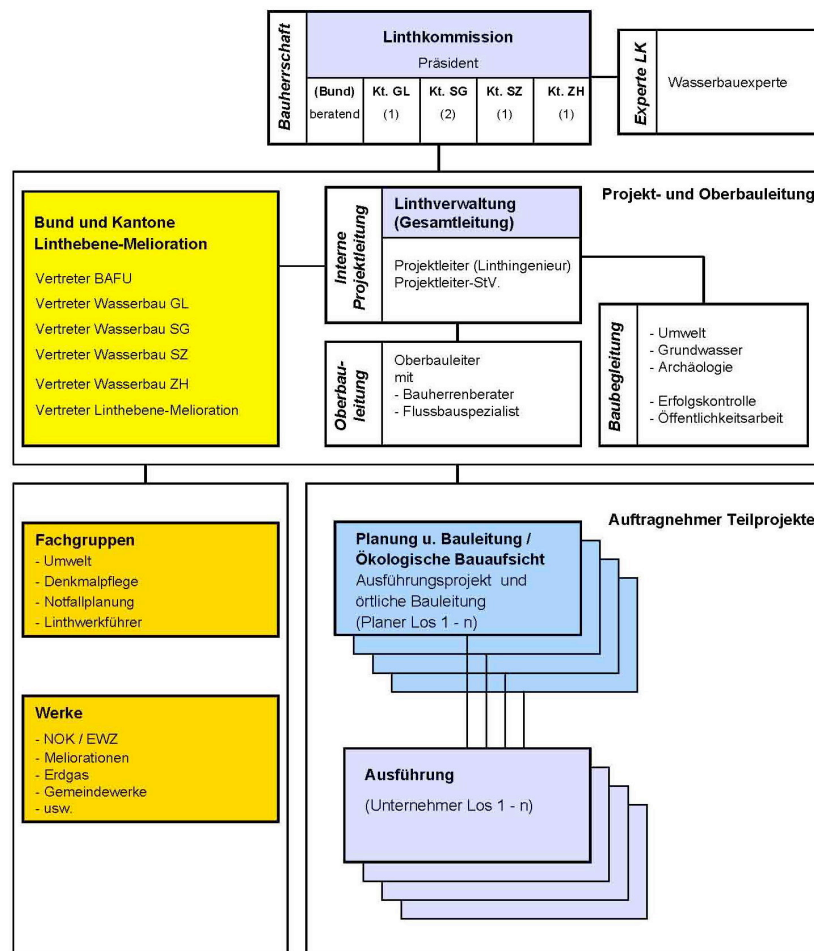 Bauherrschaft
Linthkommission
Präsident
(Bund) Kt. GL Kt. SG Kt. SZ Kt. ZH
beratend (1) (2) (1) (1)
Experte LK
Wasserbauexperte
Projekt- und Oberbauleitung
Bund und Kantone
Linthebene-Melioration
Vertreter BAFU
Vertreter Wasserbau GL
Vertreter Wasserbau SG
Vertreter Wasserbau SZ
Vertreter Wasserbau ZH
Vertreter Linthebene-Melioration
Interne
Projektleitung
Linthverwaltung
(Gesamtleitung)
Projektleiter (Linthingenieur)
Projektleiter-StV.
Oberbau-
leitung
Oberbauleiter
mit
- Bauherrenberater
- Flussbauspezialist
Baubegleitung
- Umwelt
- Grundwasser
- Archäologie
- Erfolgskontrolle
- Öffentlichkeitsarbeit
Fachgruppen
- Umwelt
- Denkmalpflege
- Notfallplanung
- Linthwerkführer
Werke
- NOK / EWZ
- Meliorationen
- Erdgas
- Gemeindewerke
- usw.
Auftragnehmer Teilprojekte
Planung u. Bauleitung /
Ökologische Bauaufsicht
Ausführungsprojekt und
örtliche Bauleitung
(Planer Los 1 - n)
Ausführung
(Unternehmer Los 1 - n)